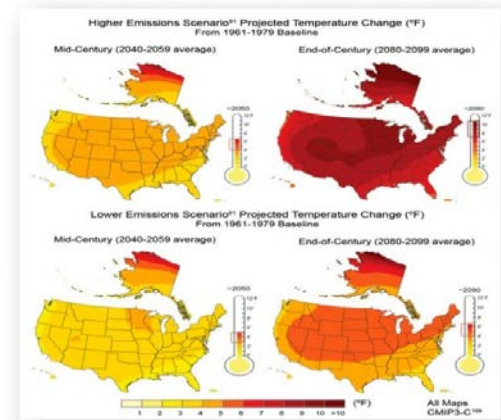 Higher Emissions Scenario⁹¹ Projected Temperature Change (°F)
From 1961-1979 Baseline
Mid-Century (2040-2059 average)
End-of-Century (2080-2099 average)
~2050
~2090
Lower Emissions Scenario⁹¹ Projected Temperature Change (°F)
From 1961-1979 Baseline
Mid-Century (2040-2059 average)
End-of-Century (2080-2099 average)
~2050
~2090
(°F)
1 2 3 4 5 6 7 8 9 10 >10
All Maps
CMIP3-C